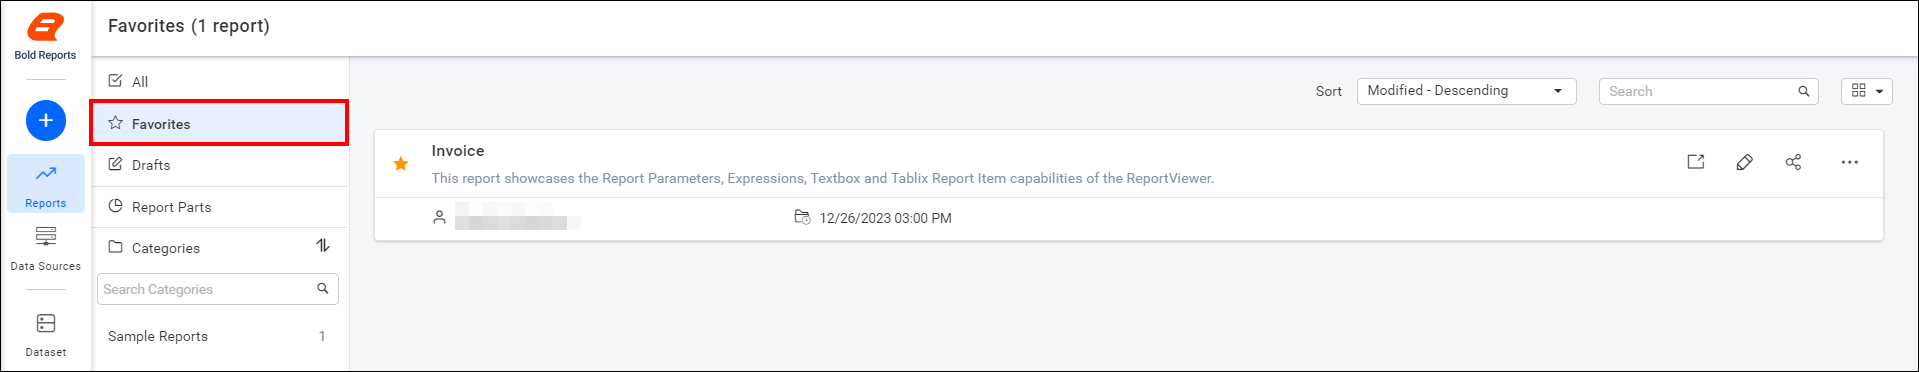 Bold Reports
Reports
Data Sources
Dataset
Favorites (1 report)
All
Favorites
Drafts
Report Parts
Categories
Search Categories
Sample Reports 1
Sort Modified - Descending Search
Invoice
This report showcases the Report Parameters, Expressions, Textbox and Tablix Report Item capabilities of the ReportViewer.
12/26/2023 03:00 PM